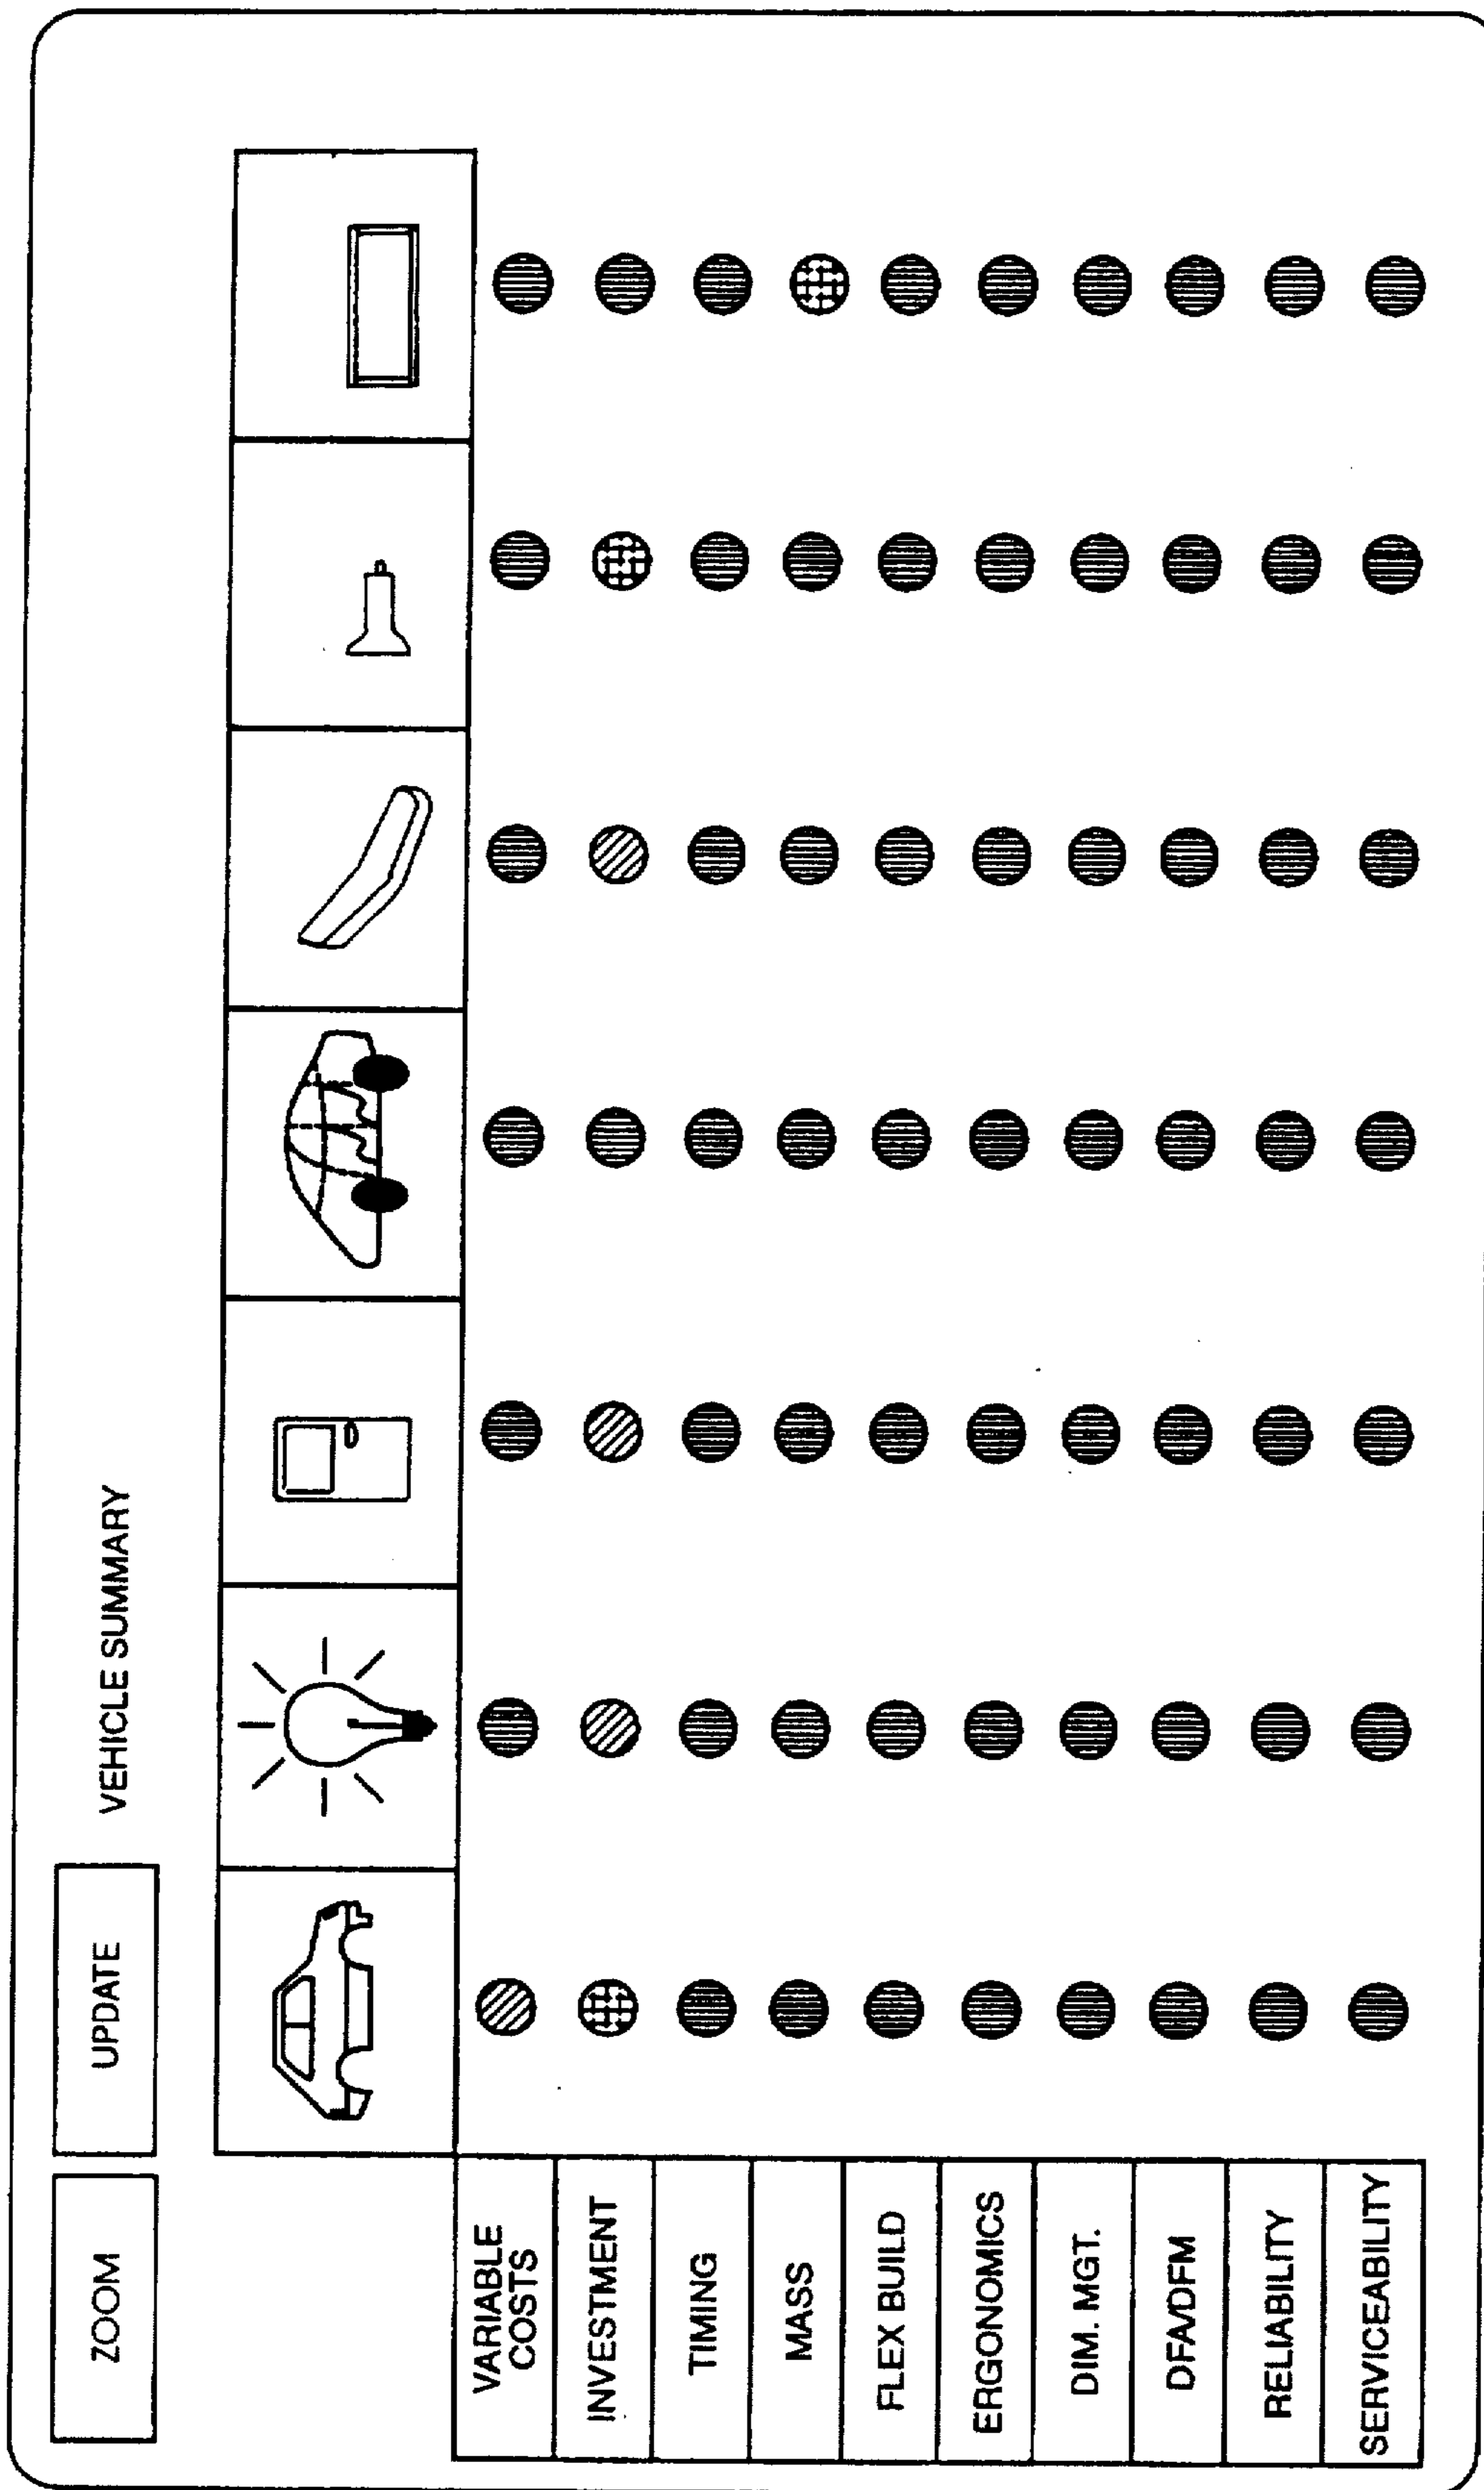 ZOOM
UPDATE
VEHICLE SUMMARY
VARIABLE
COSTS
INVESTMENT
TIMING
MASS
FLEX BUILD
ERGONOMICS
DIM. MGT.
DFA/DFM
RELIABILITY
SERVICEABILITY